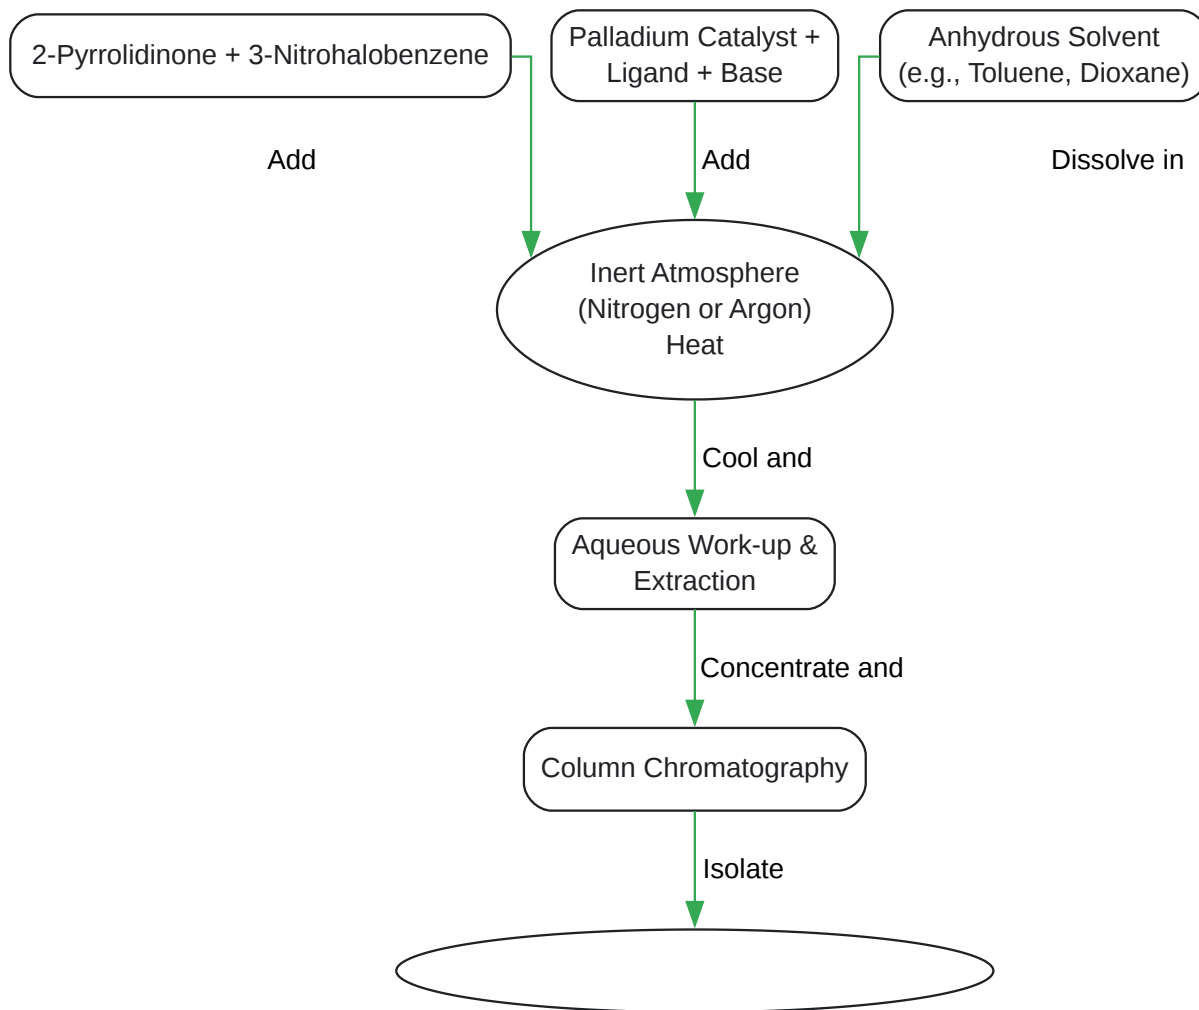 2-Pyrrolidinone + 3-Nitrohalobenzene
Palladium Catalyst +
Ligand + Base
Anhydrous Solvent
(e.g., Toluene, Dioxane)
Add
Add
Dissolve in
Inert Atmosphere
(Nitrogen or Argon)
Heat
Cool and
Aqueous Work-up &
Extraction
Concentrate and
Column Chromatography
Isolate